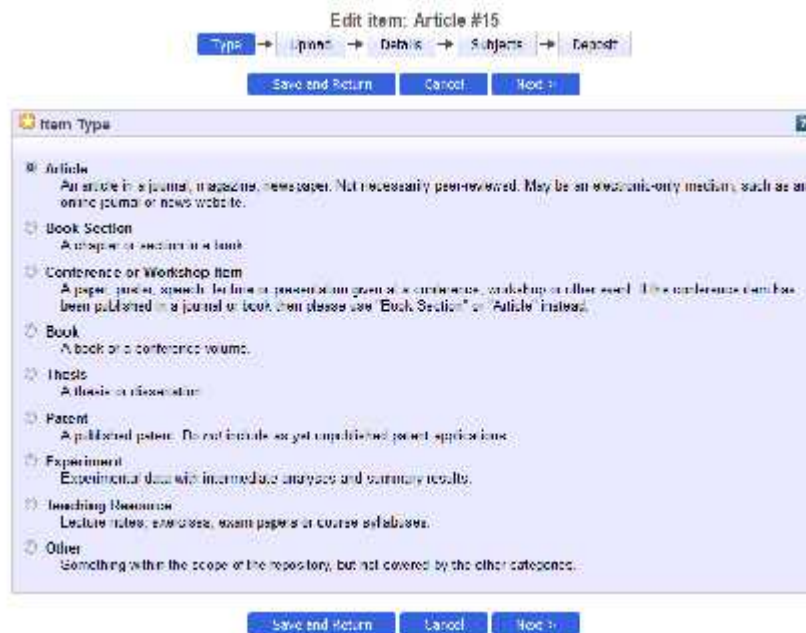 Edit item: Article #15
Type → Upload → Details → Subjects → Deposit
Save and Return Cancel Next >
Item Type
Article
An article in a journal, magazine, newspaper. Not necessarily peer-reviewed. May be an electronic-only medium, such as an
online journal or news website.
Book Section
A chapter or section in a book.
Conference or Workshop Item
A paper, poster, speech, lecture or presentation given at a conference, workshop or other event. If the conference item has
been published in a journal or book then please use "Book Section" or "Article" instead.
Book
A book or a conference volume.
Thesis
A thesis or dissertation.
Patent
A published patent. Do not include as yet unpublished patent applications.
Experiment
Experimental data with intermediate analyses and summary results.
Teaching Resource
Lecture notes, exercises, exam papers or course syllabuses.
Other
Something within the scope of the repository, but not covered by the other categories.
Save and Return Cancel Next >